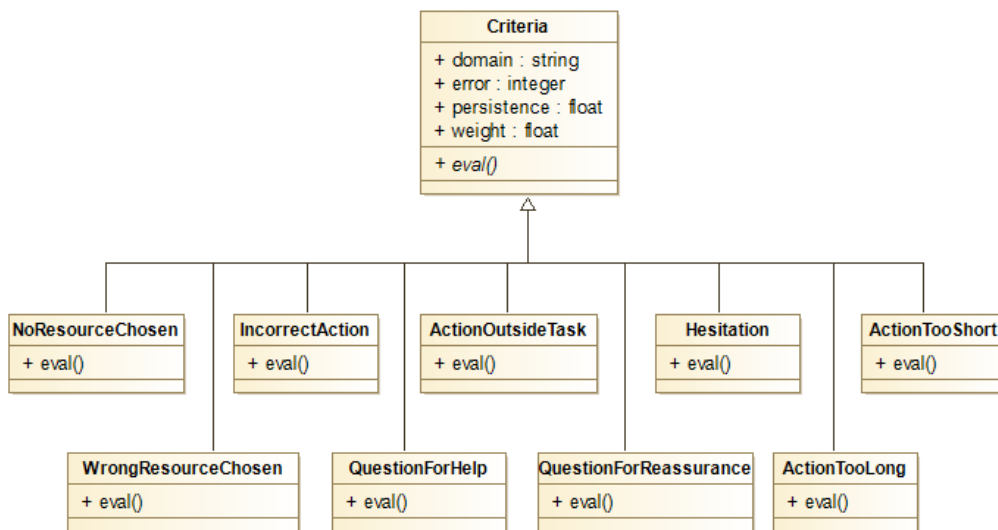 Criteria
+ domain : string
+ error : integer
+ persistence : float
+ weight : float
+ eval()
NoResourceChosen
+ eval()
IncorrectAction
+ eval()
ActionOutsideTask
+ eval()
Hesitation
+ eval()
ActionTooShort
+ eval()
WrongResourceChosen
+ eval()
QuestionForHelp
+ eval()
QuestionForReassurance
+ eval()
ActionTooLong
+ eval()